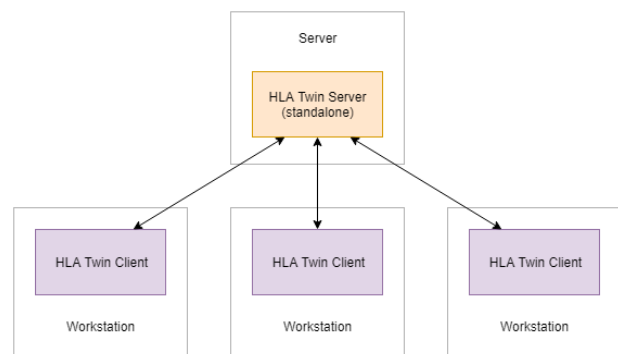 Server
HLA Twin Server
(standalone)
HLA Twin Client
HLA Twin Client
HLA Twin Client
Workstation
Workstation
Workstation